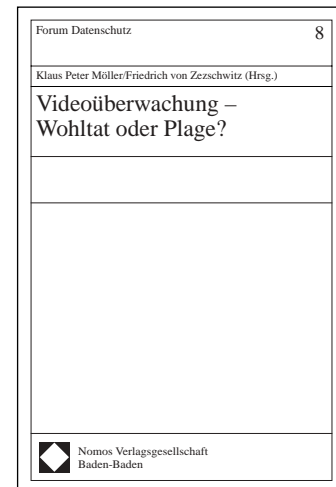 Forum Datenschutz 8
Klaus Peter Möller/Friedrich von Zezschwitz (Hrsg.)
Videoüberwachung –
Wohltat oder Plage?
Nomos Verlagsgesellschaft
Baden-Baden